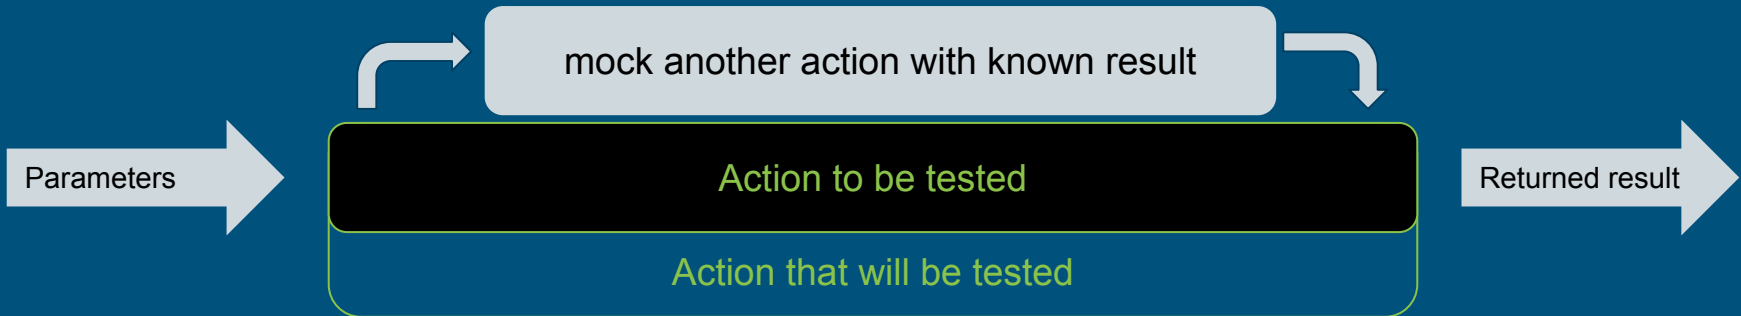 mock another action with known result
Parameters
Action to be tested
Returned result
Action that will be tested